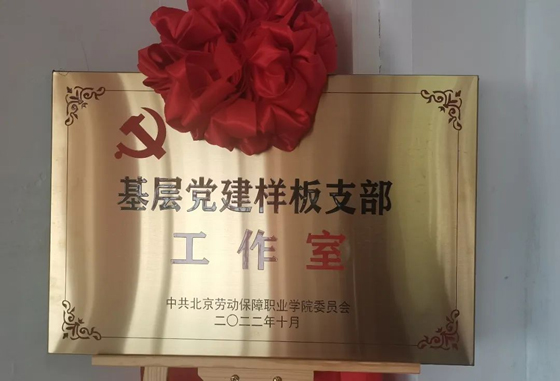 基层党建样板支部
工作室
中共北京劳动保障职业学院委员会
二〇二二年十月